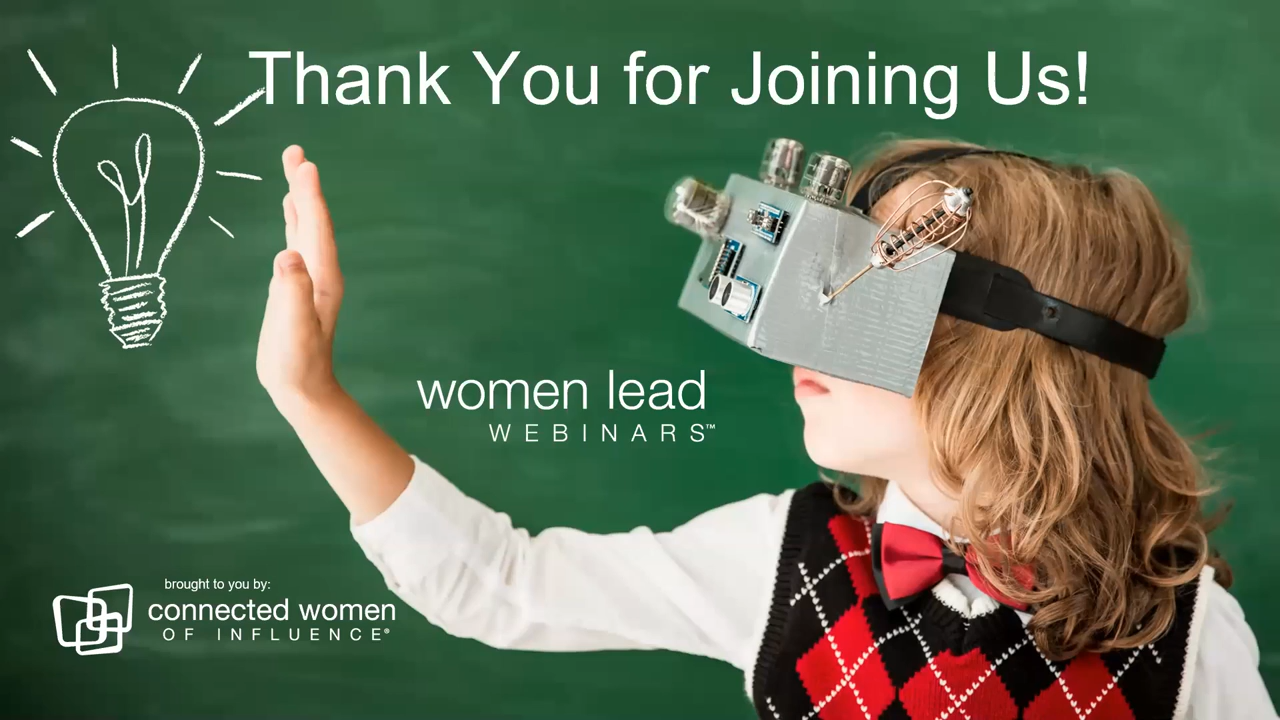 Thank You for Joining Us!
women lead
WEBINARS™
brought to you by:
connected women
OF INFLUENCE®